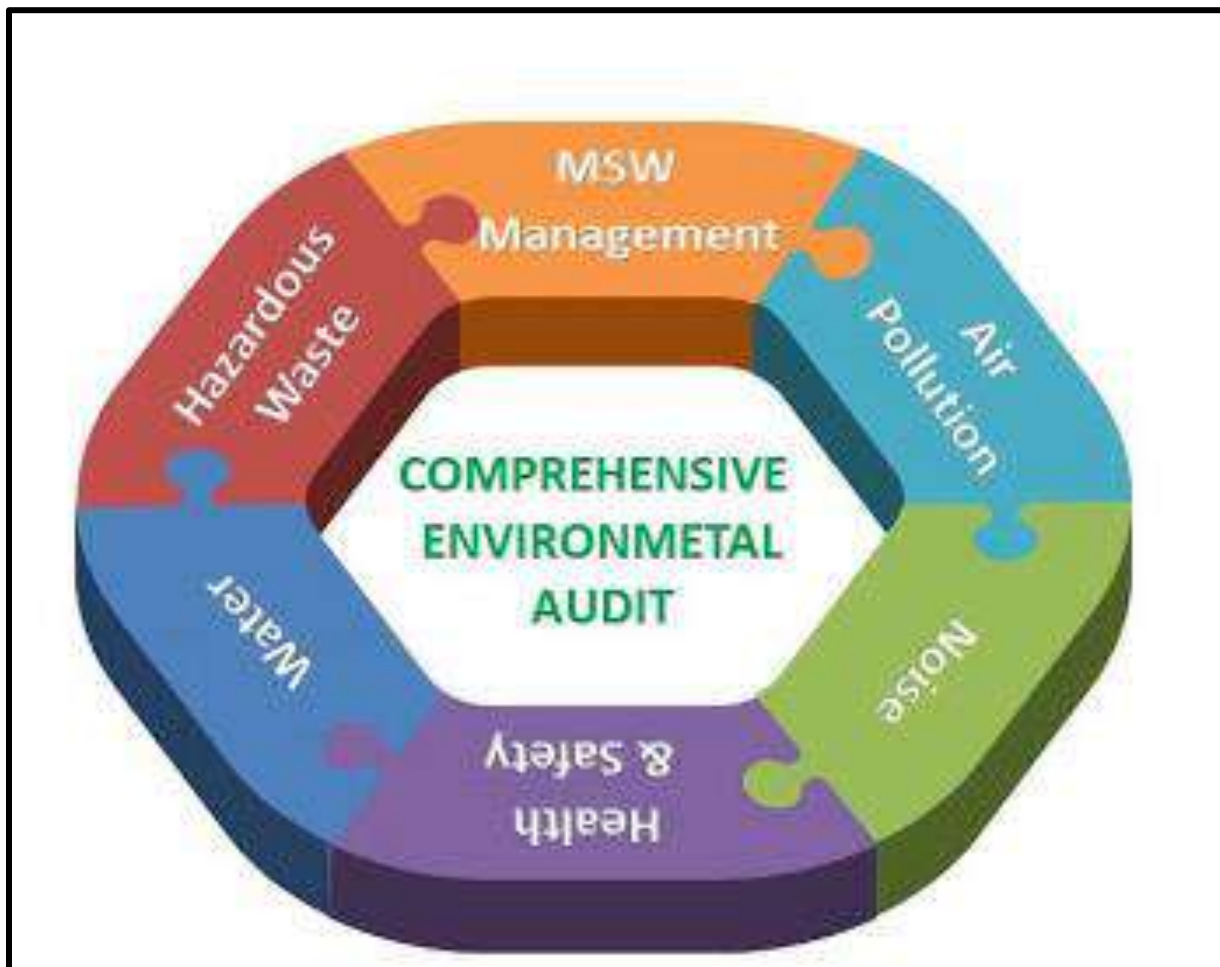 MSW
Management
Air
Pollution
Noise
Health
& Safety
Water
Hazardous
Waste
COMPREHENSIVE
ENVIRONMETAL
AUDIT